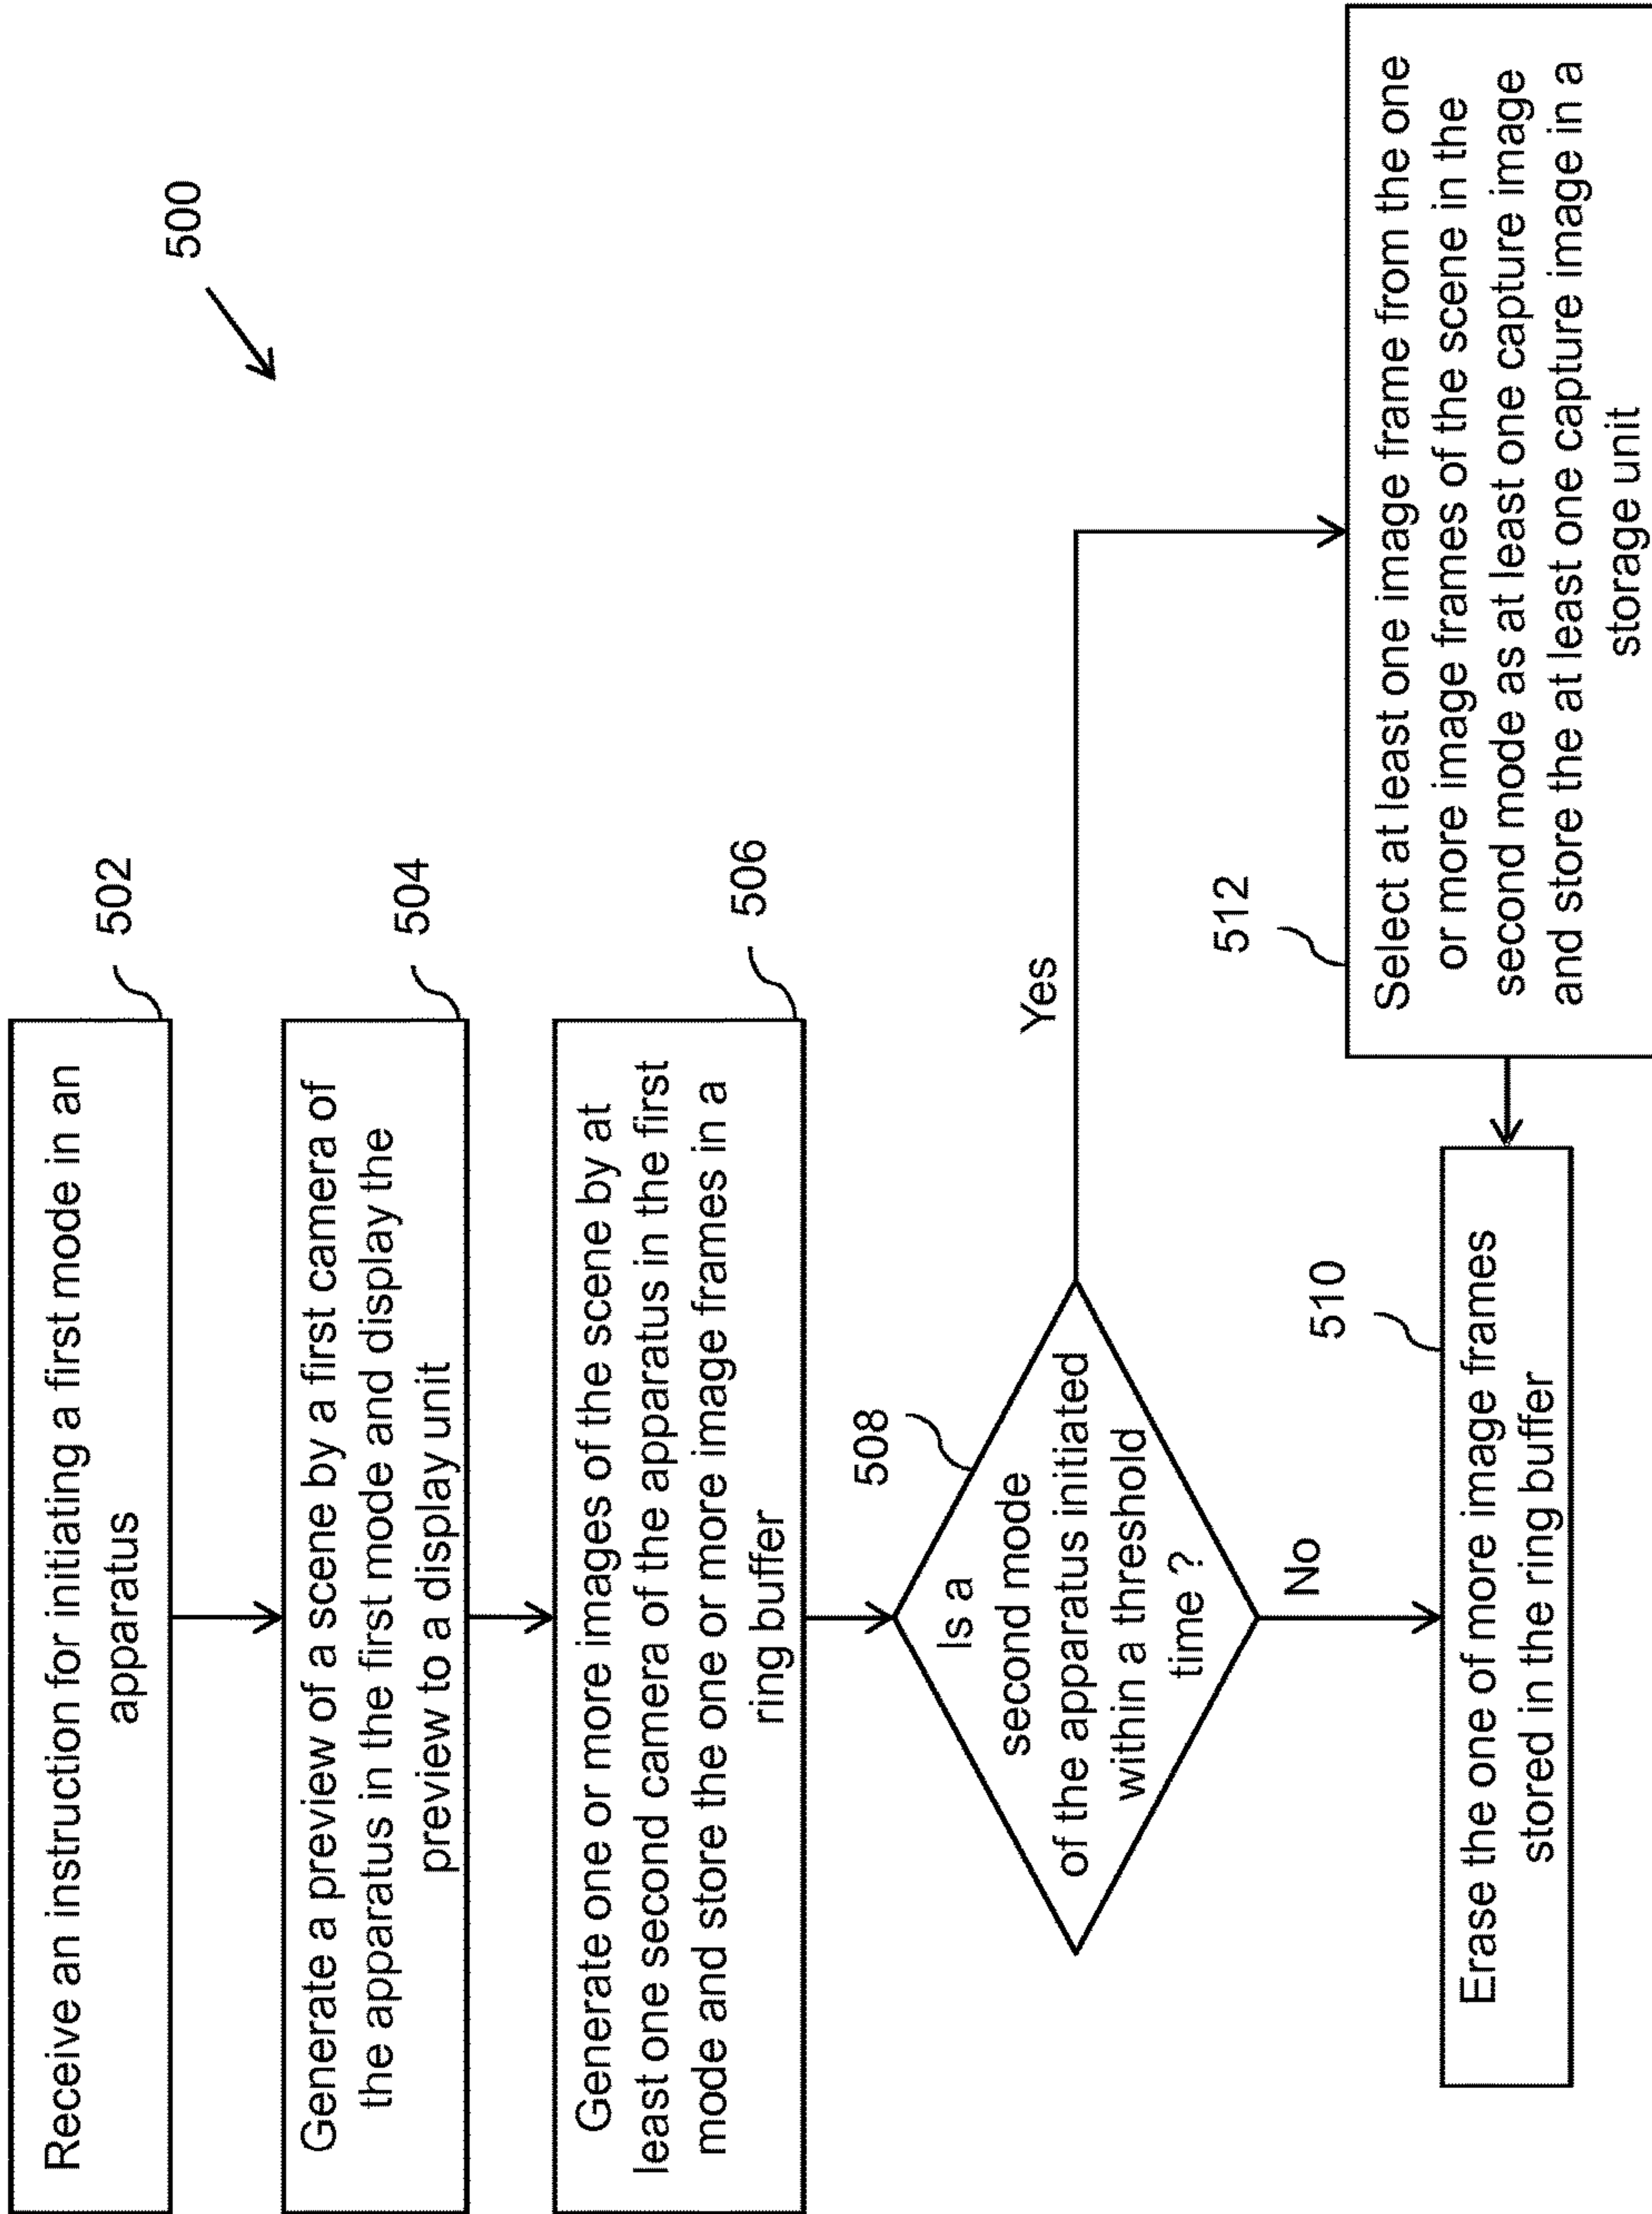 500
Receive an instruction for initiating a first mode in an
apparatus
502
Generate a preview of a scene by a first camera of
the apparatus in the first mode and display the
preview to a display unit
504
Generate one or more images of the scene by at
least one second camera of the apparatus in the first
mode and store the one or more image frames in a
ring buffer
506
508
Is a
second mode
of the apparatus initiated
within a threshold
time ?
Yes
No
512
Select at least one image frame from the one
or more image frames of the scene in the
second mode as at least one capture image
and store the at least one capture image in a
storage unit
510
Erase the one of more image frames
stored in the ring buffer